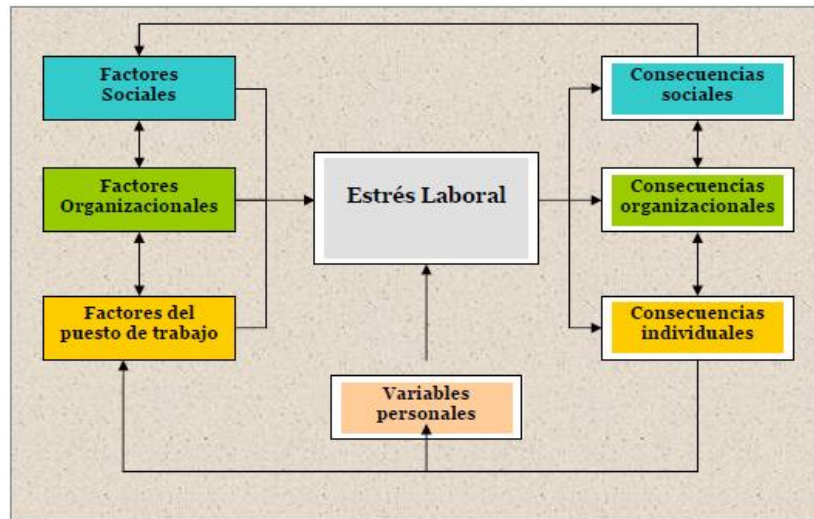 Factores
Sociales
Consecuencias
sociales
Factores
Organizacionales
Estrés Laboral
Consecuencias
organizacionales
Factores del
puesto de trabajo
Consecuencias
individuales
Variables
personales